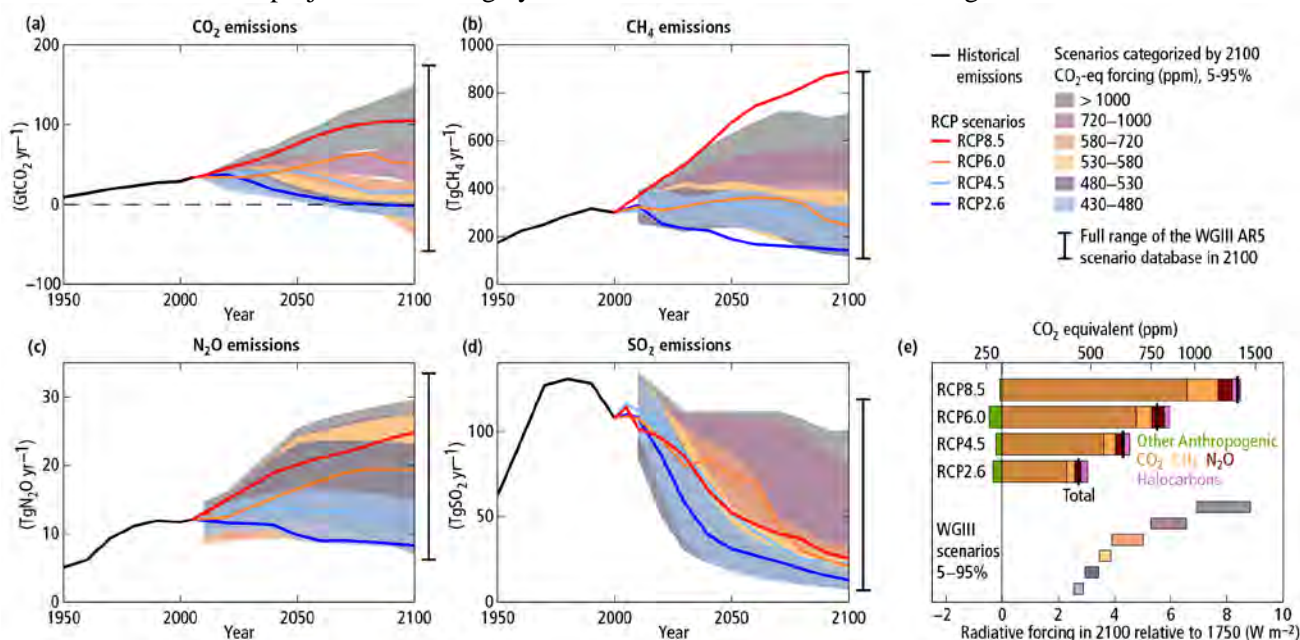 (a) CO₂ emissions
200
100
0
−100
(GtCO₂ yr⁻¹)
1950 2000 2050 2100
Year
(b) CH₄ emissions
1000
800
600
400
200
0
(TgCH₄ yr⁻¹)
1950 2000 2050 2100
Year
Historical
emissions
RCP scenarios
RCP8.5
RCP6.0
RCP4.5
RCP2.6
Scenarios categorized by 2100
CO₂-eq forcing (ppm), 5-95%
> 1000
720–1000
580–720
530–580
480–530
430–480
Full range of the WGIII AR5
scenario database in 2100
(c) N₂O emissions
30
20
10
0
(TgN₂O yr⁻¹)
1950 2000 2050 2100
Year
(d) SO₂ emissions
100
50
0
(TgSO₂ yr⁻¹)
1950 2000 2050 2100
Year
CO₂ equivalent (ppm)
(e) 250 500 750 1000 1500
RCP8.5
RCP6.0
RCP4.5
RCP2.6
Other Anthropogenic
CO₂ CH₄ N₂O
Halocarbons
Total
WGIII
scenarios
5–95%
−2 0 2 4 6 8 10
Radiative forcing in 2100 relative to 1750 (W m⁻²)